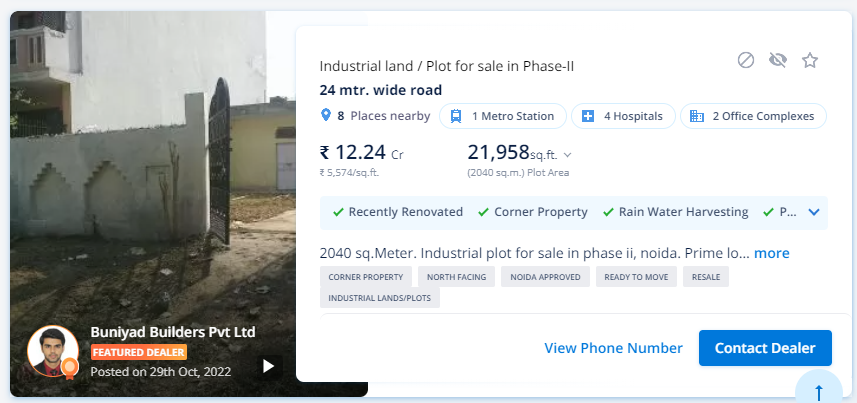 Industrial land / Plot for sale in Phase-II
24 mtr. wide road
8 Places nearby 1 Metro Station 4 Hospitals 2 Office Complexes
₹ 12.24 Cr 21,958sq.ft.
₹ 5,574/sq.ft. (2040 sq.m.) Plot Area
Recently Renovated Corner Property Rain Water Harvesting P...
2040 sq.Meter. Industrial plot for sale in phase ii, noida. Prime lo... more
CORNER PROPERTY NORTH FACING NOIDA APPROVED READY TO MOVE RESALE
INDUSTRIAL LANDS/PLOTS
Buniyad Builders Pvt Ltd
FEATURED DEALER
Posted on 29th Oct, 2022
View Phone Number Contact Dealer